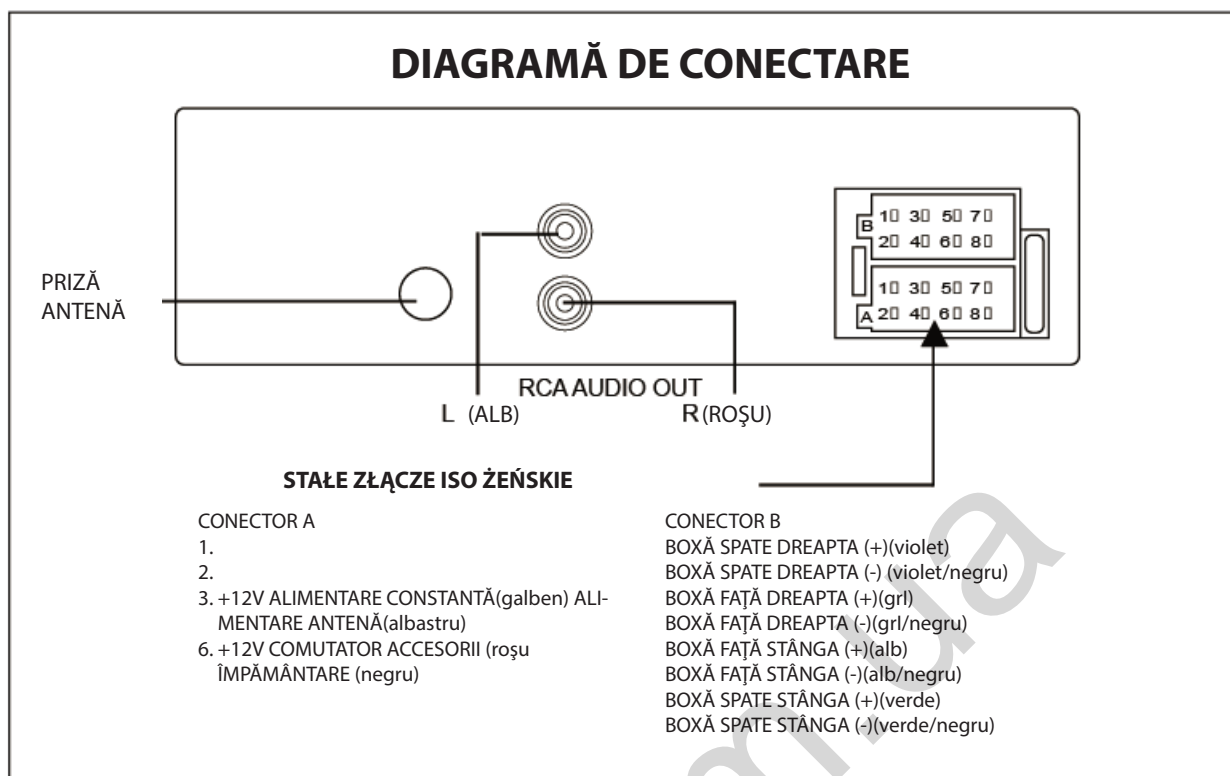 DIAGRAMĂ DE CONECTARE
B 1 3 5 7
2 4 6 8
1 3 5 7
A 2 4 6 8
PRIZĂ
ANTENĂ
RCA AUDIO OUT
L (ALB)
R (ROŞU)
STAŁE ZŁĄCZE ISO ŻEŃSKIE
CONECTOR A
1.
2.
3. +12V ALIMENTARE CONSTANTĂ(galben) ALI-
MENTARE ANTENĂ(albastru)
6. +12V COMUTATOR ACCESORII (roşu
ÎMPĂMÂNTARE (negru)
CONECTOR B
BOXĂ SPATE DREAPTA (+)(violet)
BOXĂ SPATE DREAPTA (-) (violet/negru)
BOXĂ FAŢĂ DREAPTA (+)(grl)
BOXĂ FAŢĂ DREAPTA (-)(grl/negru)
BOXĂ FAŢĂ STÂNGA (+)(alb)
BOXĂ FAŢĂ STÂNGA (-)(alb/negru)
BOXĂ SPATE STÂNGA (+)(verde)
BOXĂ SPATE STÂNGA (-)(verde/negru)
m.ua